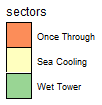 sectors
Once Through
Sea Cooling
Wet Tower